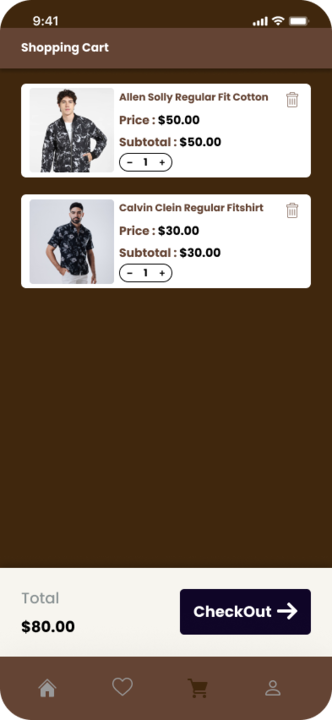 9:41
Shopping Cart
Allen Solly Regular Fit Cotton
Price : $50.00
Subtotal : $50.00
- 1 +
Calvin Clein Regular Fitshirt
Price : $30.00
Subtotal : $30.00
- 1 +
Total
$80.00
CheckOut